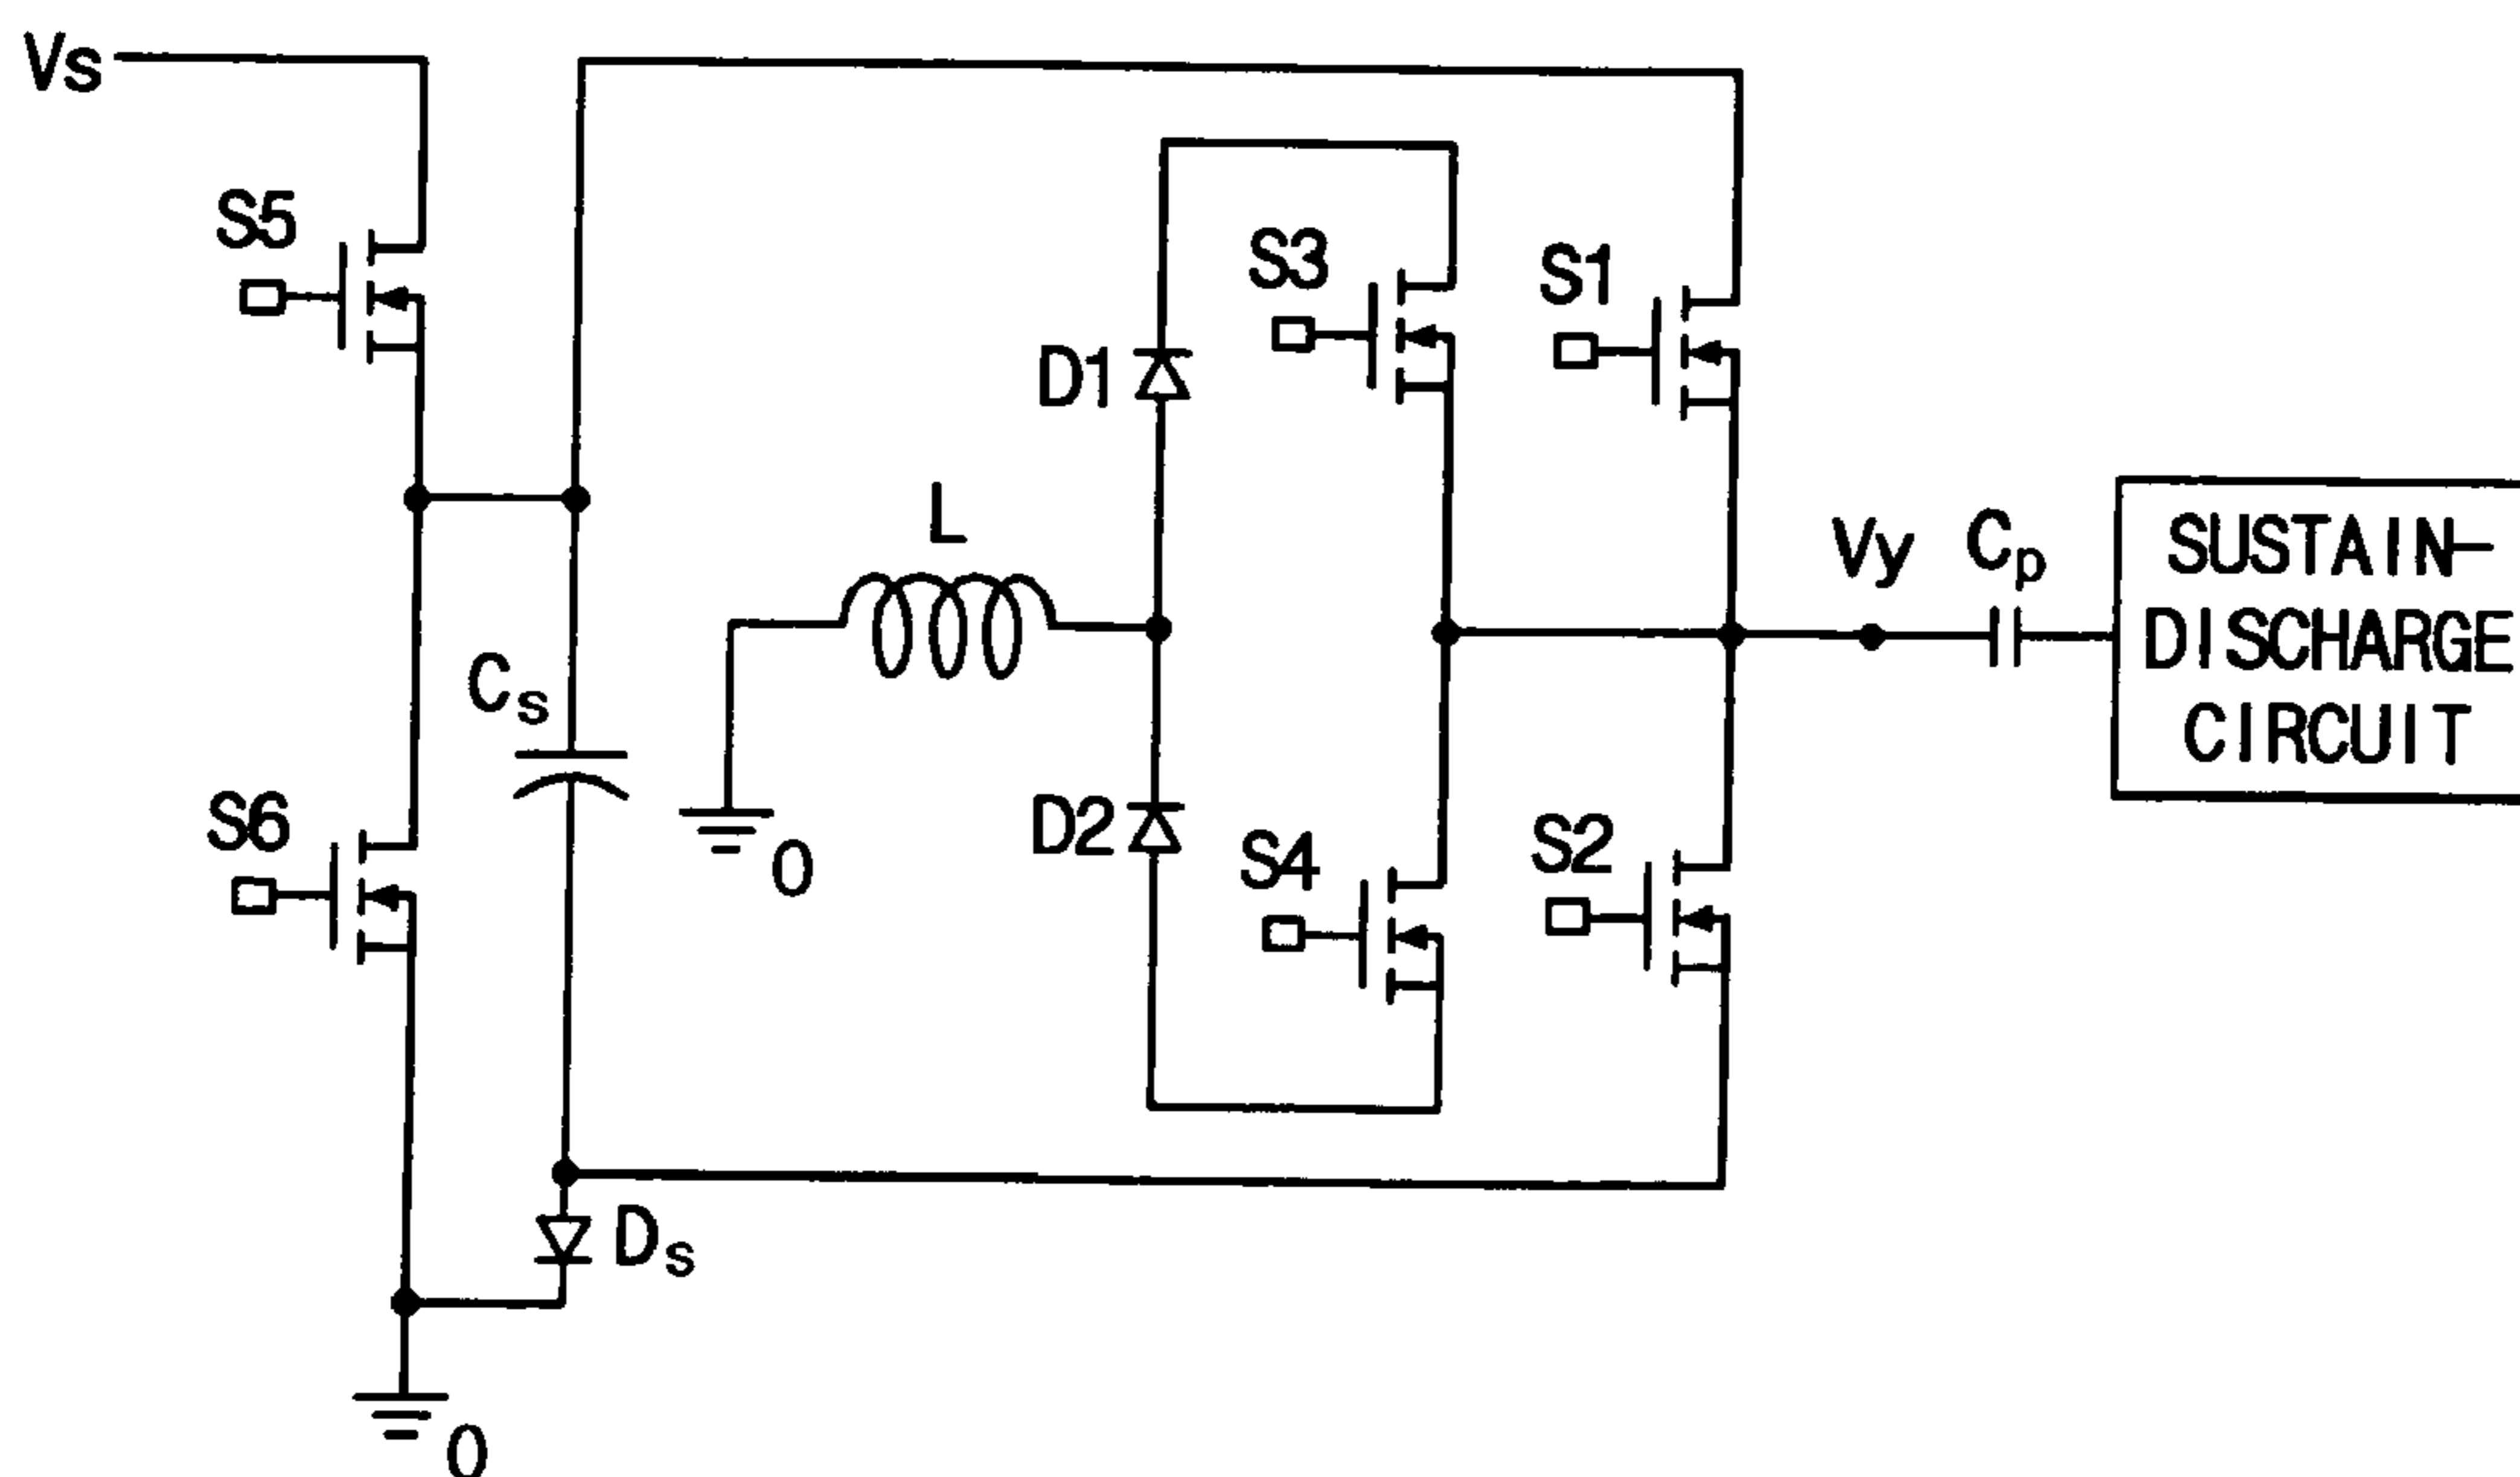 Vs
S5
S3
S1
D1
L
Vy
Cp
SUSTAIN-
DISCHARGE
CIRCUIT
Cs
S6
D2
S4
S2
0
Ds
0